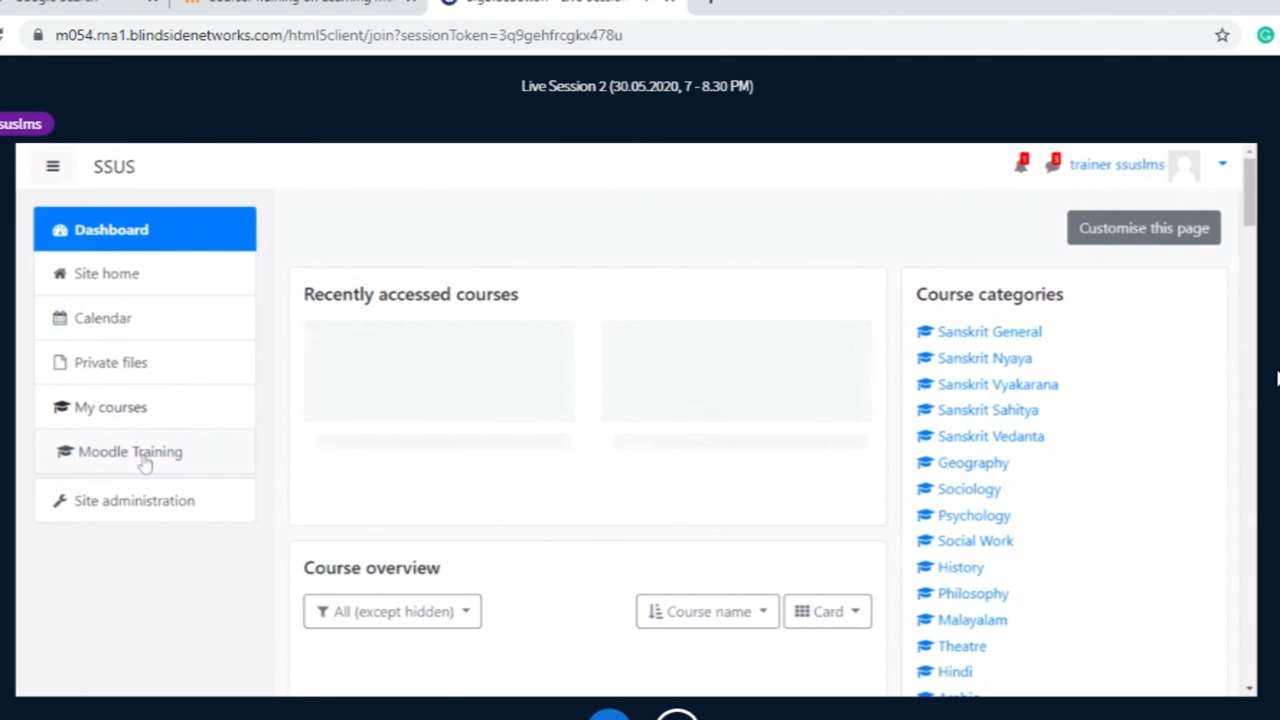 m054.rna1.blindsidenetworks.com/html5client/join?sessionToken=3q9gehfrcgkx478u
Live Session 2 (30.05.2020, 7 - 8.30 PM)
suslms
SSUS
trainer ssuslms
Dashboard
Customise this page
Site home
Calendar
Private files
My courses
Moodle Training
Site administration
Recently accessed courses
Course overview
All (except hidden)
Course name
Card
Course categories
Sanskrit General
Sanskrit Nyaya
Sanskrit Vyakarana
Sanskrit Sahitya
Sanskrit Vedanta
Geography
Sociology
Psychology
Social Work
History
Philosophy
Malayalam
Theatre
Hindi